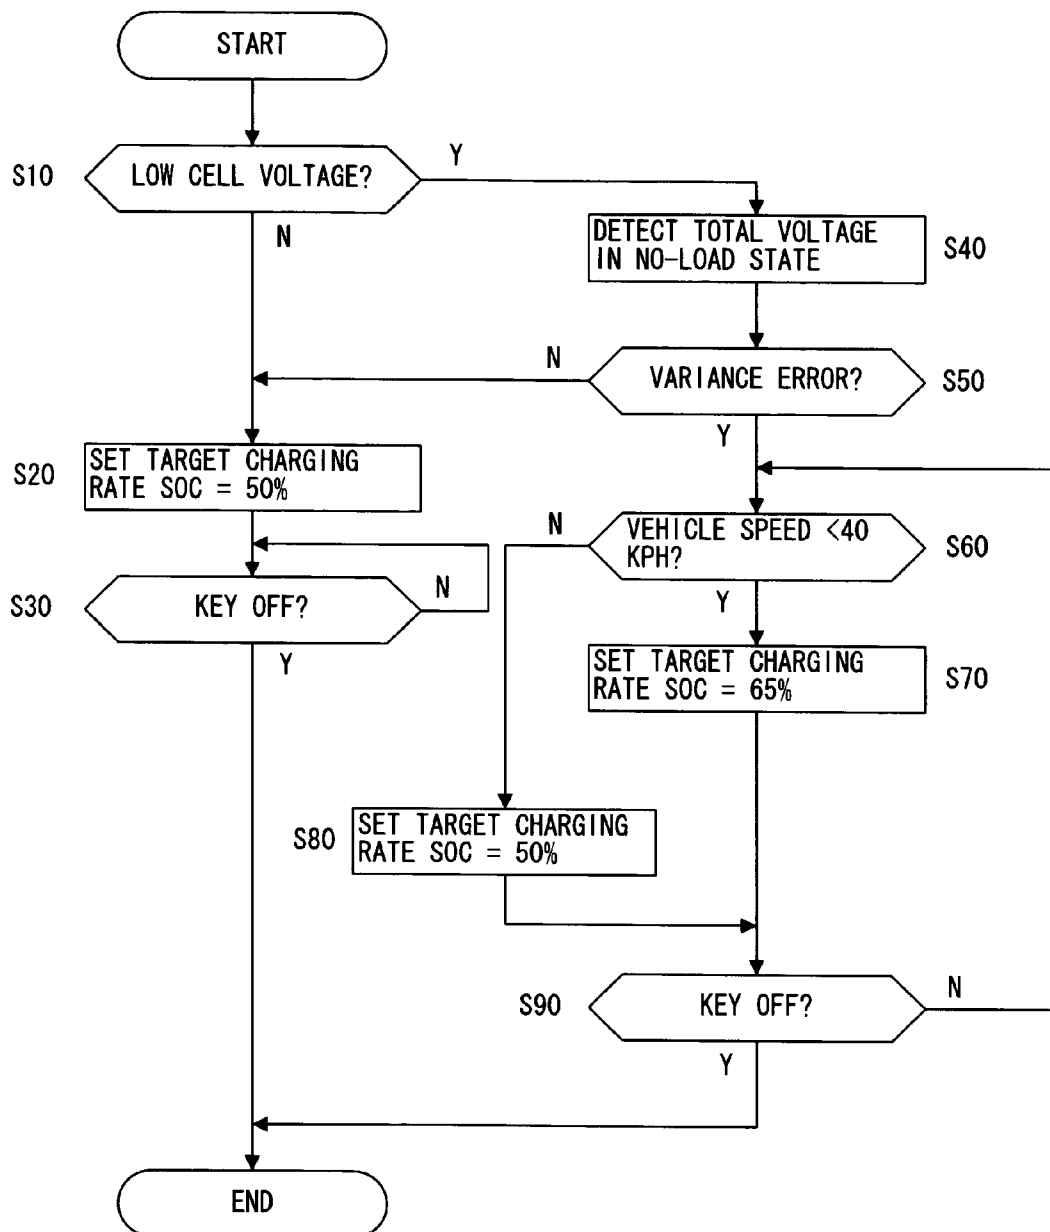 START
S10
LOW CELL VOLTAGE?
Y
N
DETECT TOTAL VOLTAGE
IN NO-LOAD STATE
S40
N
VARIANCE ERROR?
S50
Y
S20
SET TARGET CHARGING
RATE SOC = 50%
N
VEHICLE SPEED <40
KPH?
S60
S30
KEY OFF?
N
Y
Y
SET TARGET CHARGING
RATE SOC = 65%
S70
S80
SET TARGET CHARGING
RATE SOC = 50%
S90
KEY OFF?
N
Y
END